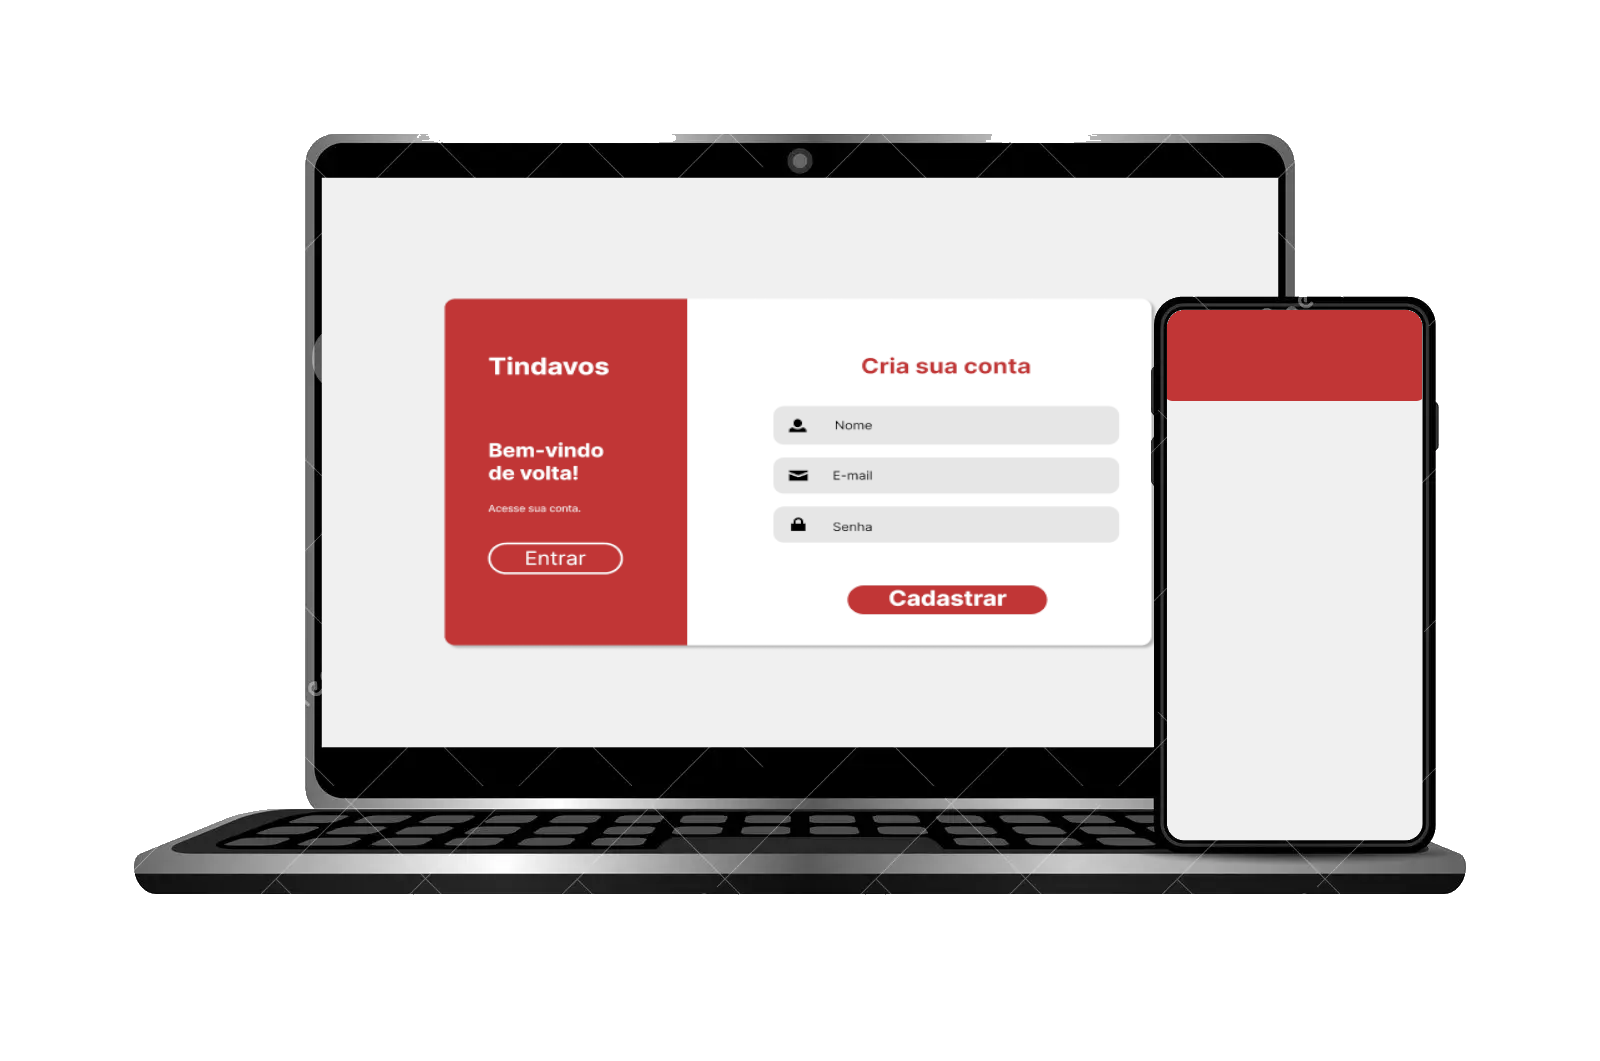 Tindavos
Bem-vindo
de volta!
Acesse sua conta.
Entrar
Cria sua conta
Nome
E-mail
Senha
Cadastrar